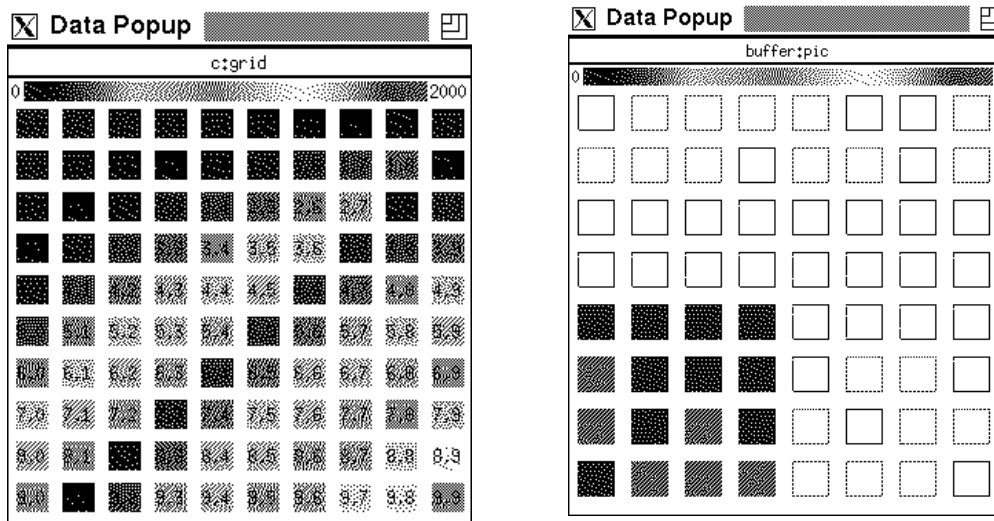 X Data Popup
c:grid
0 2000
2,6 2,7
3,3 3,4 3,5 3,6 3,9
4,2 4,3 4,4 4,5 4,7 4,8 4,9
5,1 5,2 5,3 5,4 5,6 5,7 5,8 5,9
6,0 6,1 6,2 6,3 6,5 6,6 6,7 6,8 6,9
7,0 7,1 7,2 7,4 7,5 7,6 7,7 7,8 7,9
8,0 8,1 8,3 8,4 8,5 8,6 8,7 8,8 8,9
9,0 9,2 9,3 9,4 9,5 9,6 9,7 9,8 9,9
X Data Popup
buffer:pic
0